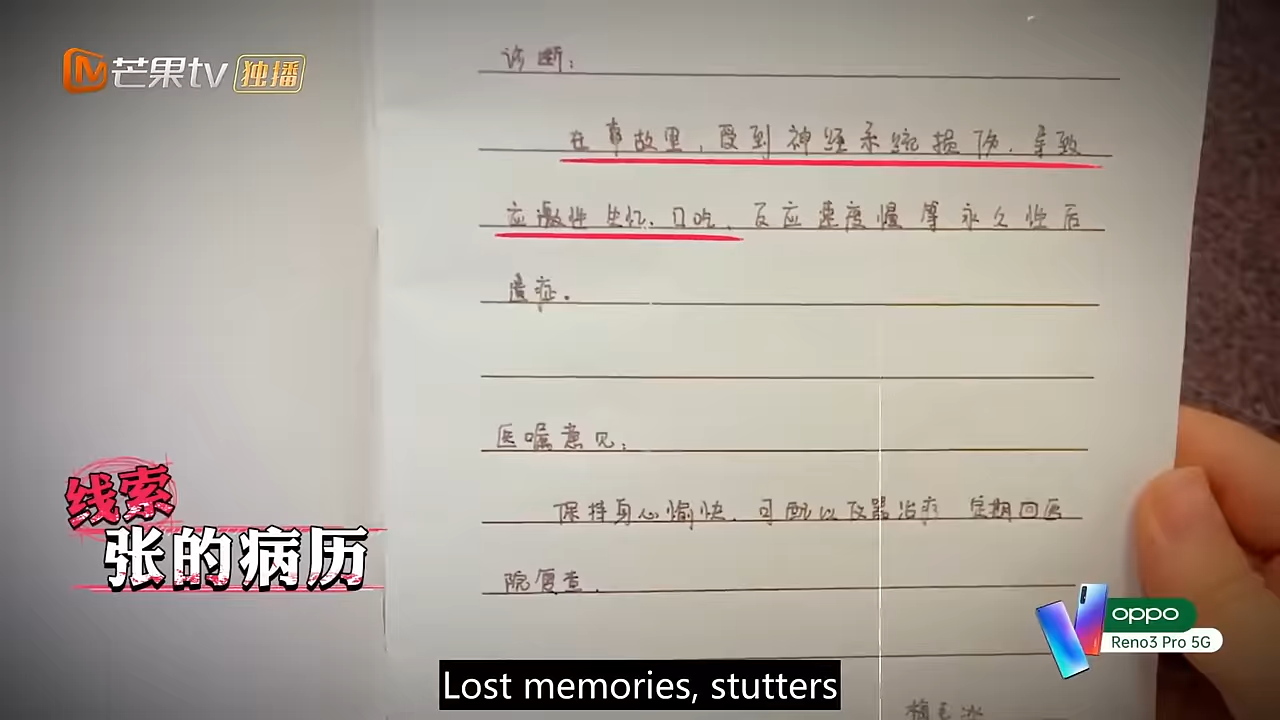 芒果tv 独播
诊断:
在事故里,受到神经系统损伤,导致
应激性失忆、口吃、反应速度慢等永久性后
遗症。
医嘱意见:
保持身心愉快,可配以仪器治疗 定期回医
院复查.
线索
张的病历
oppo
Reno3 Pro 5G
Lost memories, stutters